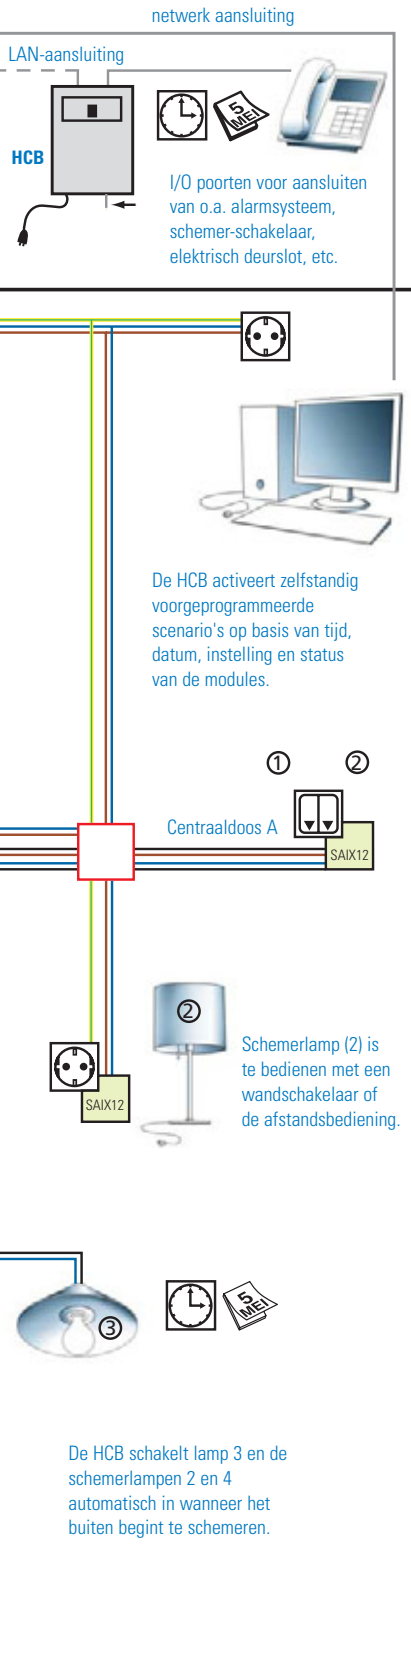 netwerk aansluiting
LAN-aansluiting
HCB
5
MEI
I/O poorten voor aansluiten
van o.a. alarmsysteem,
schemer-schakelaar,
elektrisch deurslot, etc.
De HCB activeert zelfstandig
voorgeprogrammeerde
scenario's op basis van tijd,
datum, instelling en status
van de modules.
① ②
Centraaldoos A
SAIX12
②
Schemerlamp (2) is
te bedienen met een
wandschakelaar of
de afstandsbediening.
SAIX12
5
MEI
③
De HCB schakelt lamp 3 en de
schemerlampen 2 en 4
automatisch in wanneer het
buiten begint te schemeren.